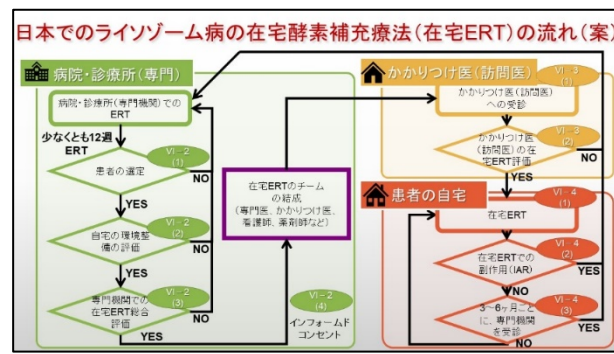 日本でのライソゾーム病の在宅酵素補充療法(在宅ERT)の流れ(案)
病院・診療所(専門)
病院・診療所(専門機関)での
ERT
少なくとも12週
ERT
VI-2
(1)
患者の選定
NO
YES
VI-2
(2)
自宅の環境整
備の評価
NO
YES
VI-2
(3)
専門機関での
在宅ERT総合
評価
NO
YES
在宅ERTのチーム
の結成
(専門医、かかりつけ医、
看護師、薬剤師など)
VI-2
(4)
インフォームド
コンセント
かかりつけ医(訪問医)
VI-3
(1)
かかりつけ医(訪問医)
への受診
VI-3
(2)
かかりつけ医
(訪問医)の在
宅ERT評価
NO
YES
患者の自宅
VI-4
(1)
在宅ERT
VI-4
(2)
在宅ERTでの
副作用(IAR)
YES
NO
VI-4
(3)
3~6ヶ月ごと
に、専門機関
を受診
NO
YES